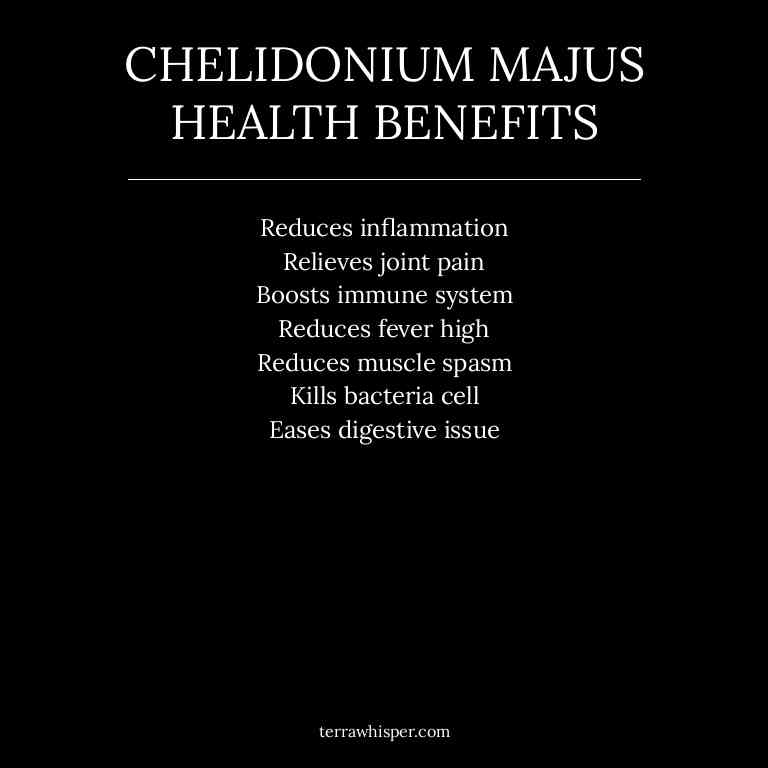 CHELIDONIUM MAJUS
HEALTH BENEFITS
Reduces inflammation
Relieves joint pain
Boosts immune system
Reduces fever high
Reduces muscle spasm
Kills bacteria cell
Eases digestive issue
terrawhisper.com